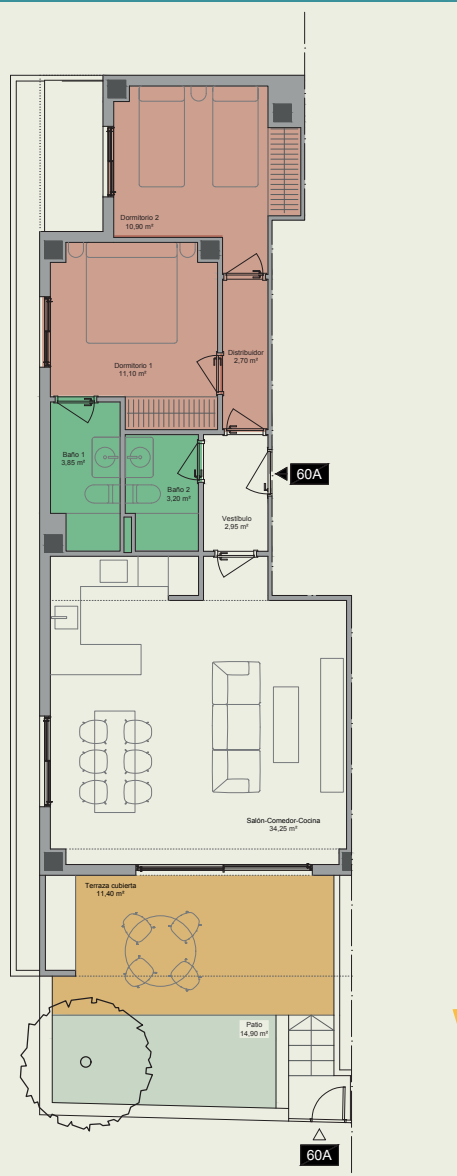 Dormitorio 2
10,90 m²
Distribuidor
2,70 m²
Dormitorio 1
11,10 m²
Baño 1
3,85 m²
Baño 2
3,20 m²
60A
Vestíbulo
2,95 m²
Salón-Comedor-Cocina
34,25 m²
Terraza cubierta
11,40 m²
Patio
14,90 m²
60A